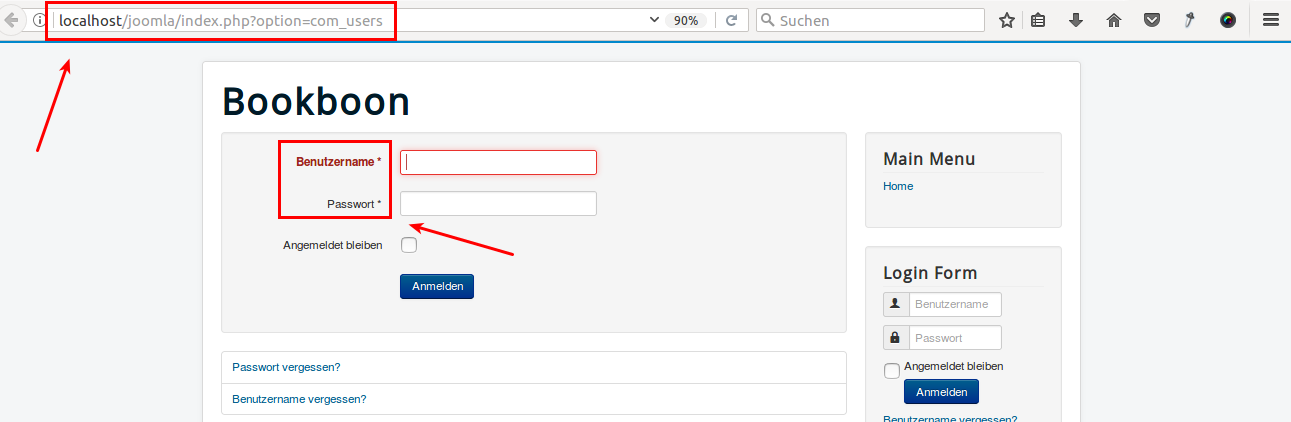 localhost/joomla/index.php?option=com_users
90%
Suchen
Bookboon
Benutzername *
Passwort *
Angemeldet bleiben
Anmelden
Passwort vergessen?
Benutzername vergessen?
Main Menu
Home
Login Form
Benutzername
Passwort
Angemeldet bleiben
Anmelden
Benutzername vergessen?